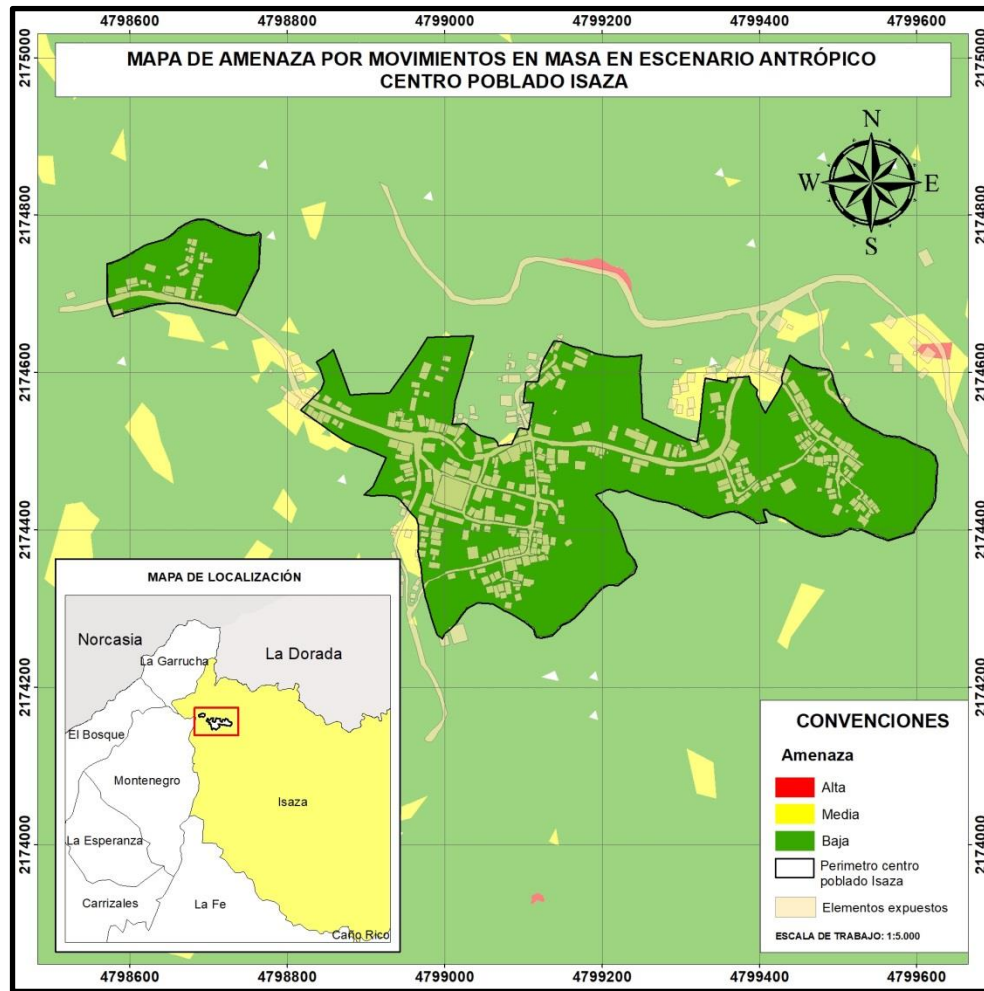 4798600 4798800 4799000 4799200 4799400 4799600
2175000 2175000
MAPA DE AMENAZA POR MOVIMIENTOS EN MASA EN ESCENARIO ANTRÓPICO
CENTRO POBLADO ISAZA
N
W E
S
2174800 2174800
2174600 2174600
2174400 2174400
MAPA DE LOCALIZACIÓN
Norcasia
La Garrucha
La Dorada
El Bosque
Montenegro
Isaza
La Esperanza
Carrizales
La Fe
Caño Rico
2174200 2174200
CONVENCIONES
Amenaza
Alta
Media
Baja
Perimetro centro
poblado Isaza
Elementos expuestos
ESCALA DE TRABAJO: 1:5.000
2174000 2174000
4798600 4798800 4799000 4799200 4799400 4799600